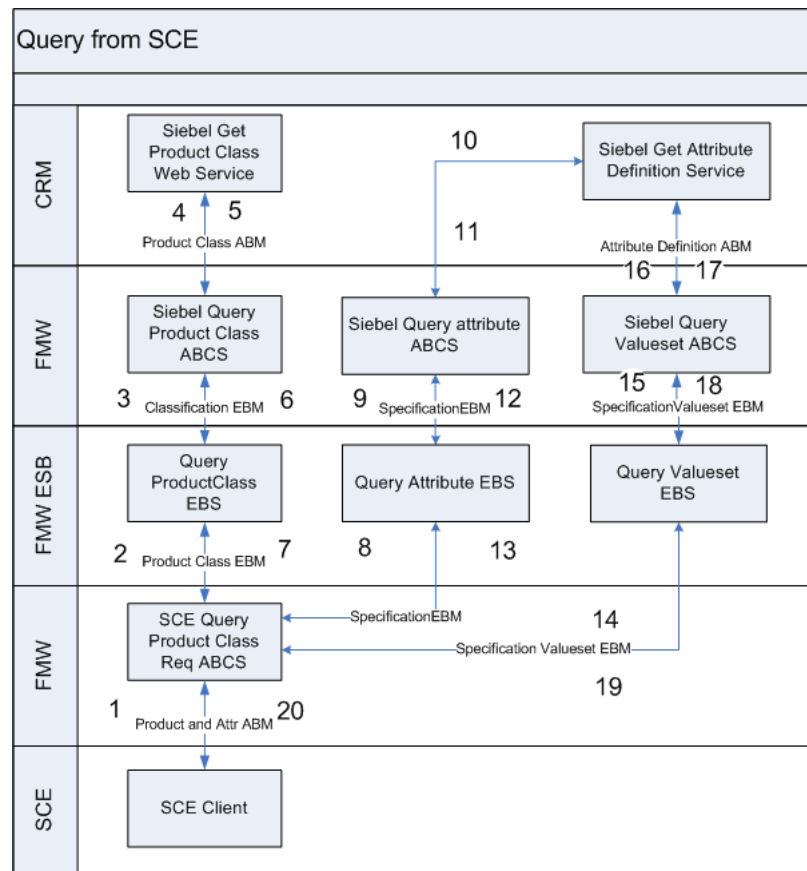 Query from SCE
CRM
Siebel Get
Product Class
Web Service
10
Siebel Get Attribute
Definition Service
4
5
Product Class ABM
11
Attribute Definition ABM
16
17
FMW
Siebel Query
Product Class
ABCS
Siebel Query attribute
ABCS
Siebel Query
Valueset ABCS
3
Classification EBM
6
9
SpecificationEBM
12
15
18
SpecificationValueset EBM
FMW ESB
Query
ProductClass
EBS
Query Attribute EBS
Query Valueset
EBS
2
Product Class EBM
7
8
13
FMW
SCE Query
Product Class
Req ABCS
SpecificationEBM
14
Specification Valueset EBM
19
1
Product and Attr ABM
20
SCE
SCE Client